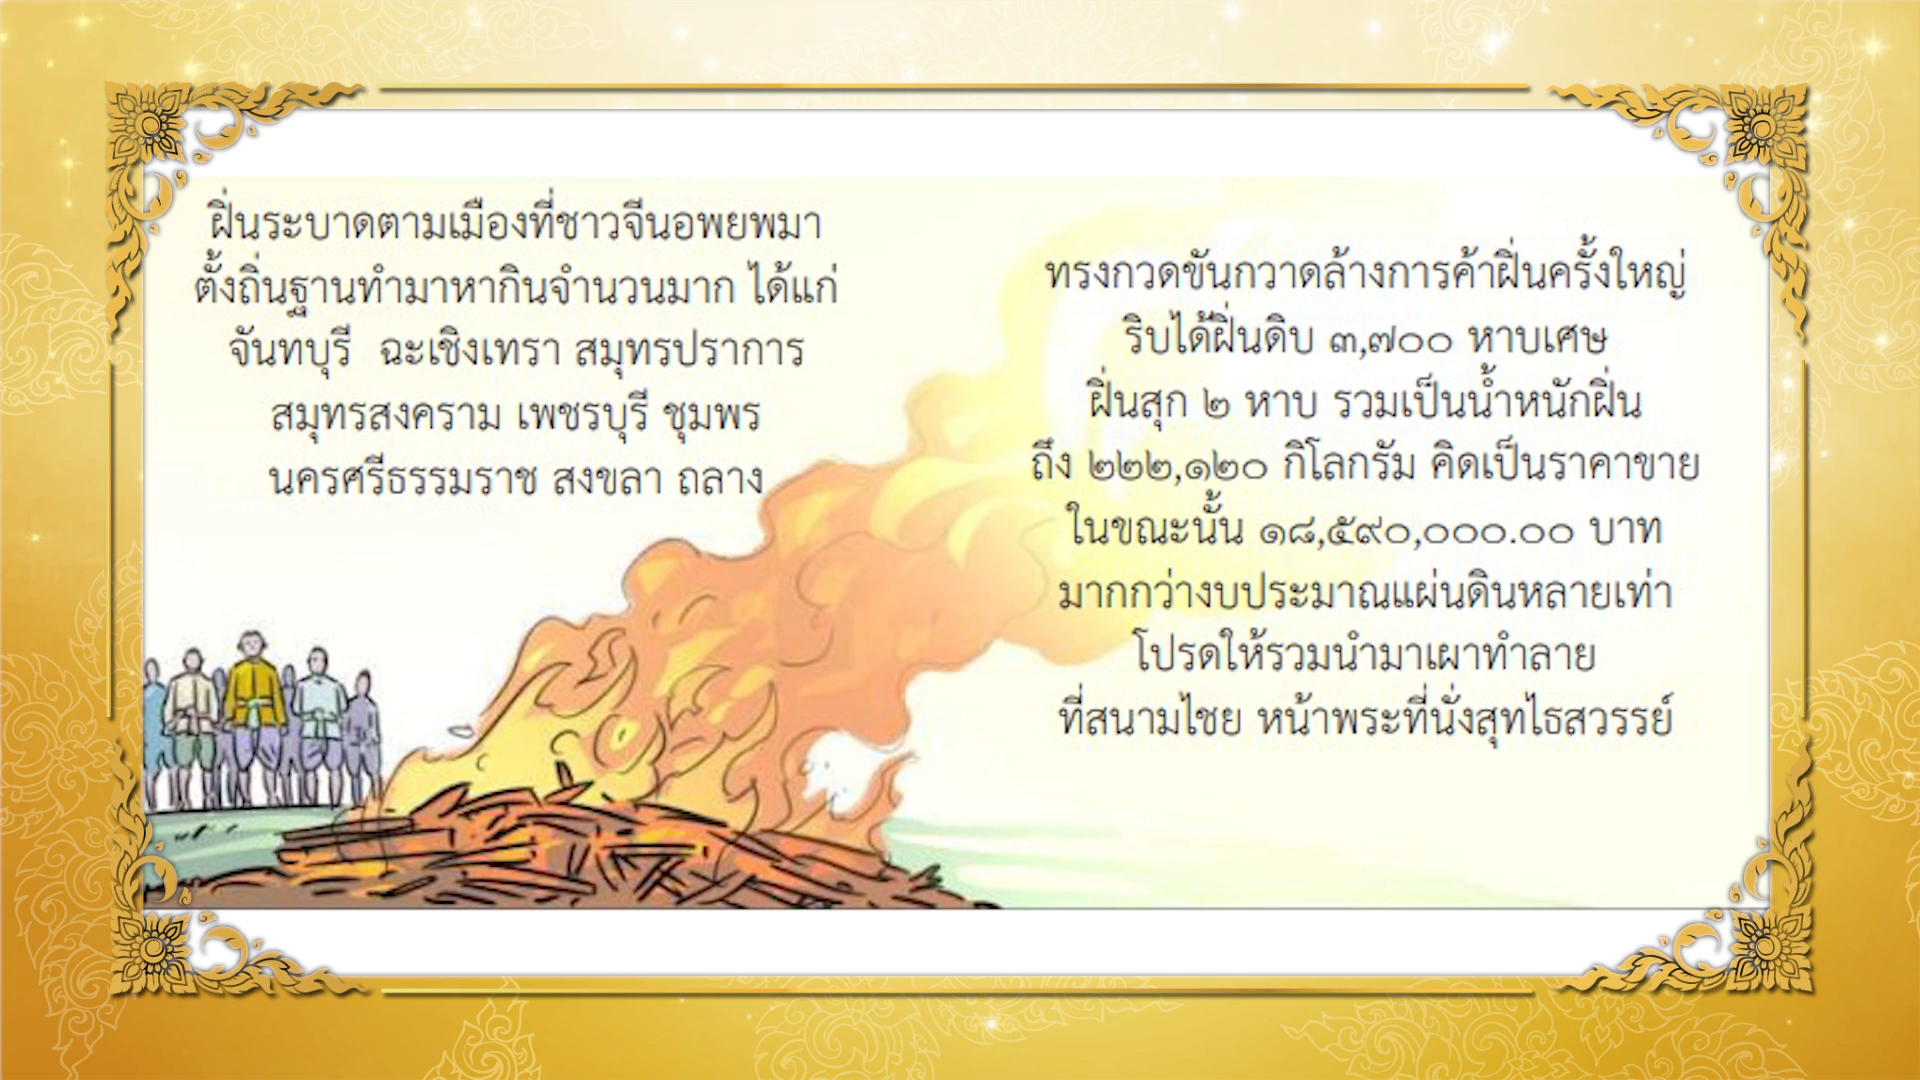 ฝิ่นระบาดตามเมืองที่ชาวจีนอพยพมา
ตั้งถิ่นฐานทำมาหากินจำนวนมาก ได้แก่
จันทบุรี ฉะเชิงเทรา สมุทรปราการ
สมุทรสงคราม เพชรบุรี ชุมพร
นครศรีธรรมราช สงขลา ถลาง
ทรงกวดขันกวาดล้างการค้าฝิ่นครั้งใหญ่
ริบได้ฝิ่นดิบ ๓,๗๐๐ หาบเศษ
ฝิ่นสุก ๒ หาบ รวมเป็นน้ำหนักฝิ่น
ถึง ๒๒๒,๑๒๐ กิโลกรัม คิดเป็นราคาขาย
ในขณะนั้น ๑๘,๕๙๐,๐๐๐.๐๐ บาท
มากกว่างบประมาณแผ่นดินหลายเท่า
โปรดให้รวมนำมาเผาทำลาย
ที่สนามไชย หน้าพระที่นั่งสุทไธสวรรย์